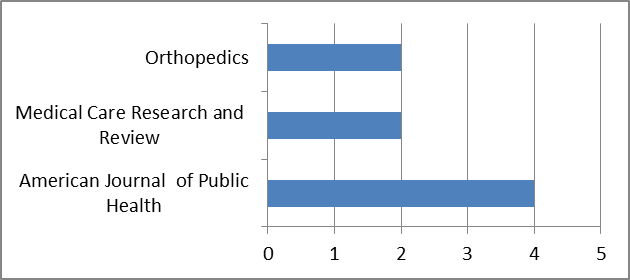 Orthopedics
Medical Care Research and
Review
American Journal  of Public
Health
0 1 2 3 4 5